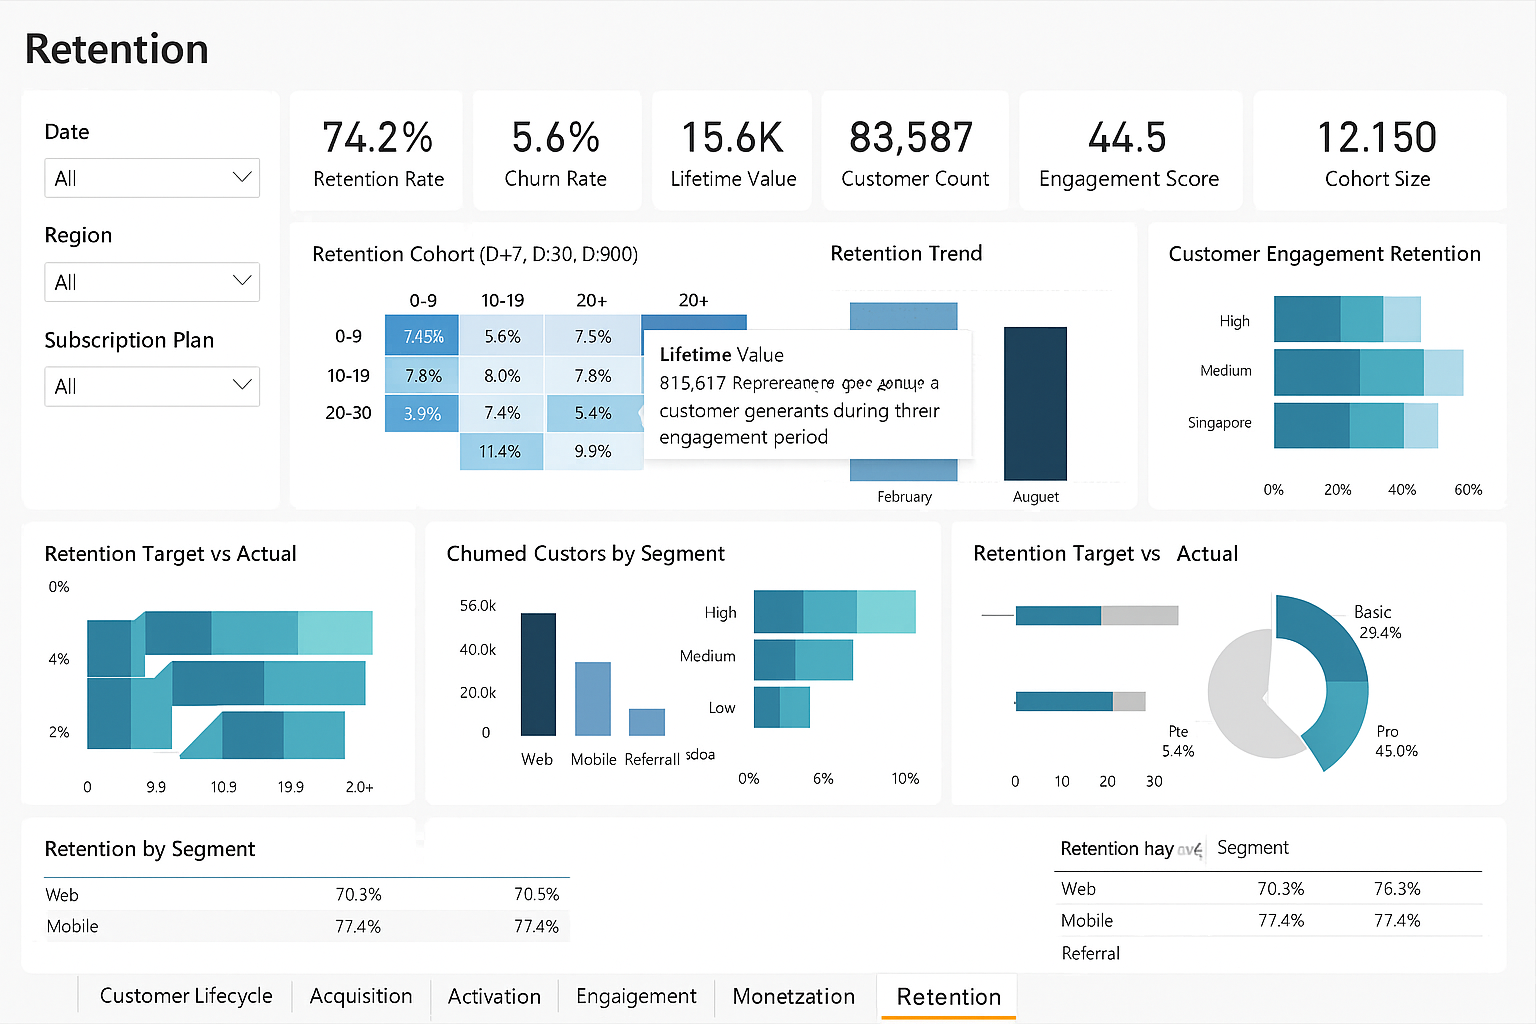 Retention
Date
All
Region
All
Subscription Plan
All
74.2%
Retention Rate
5.6%
Churn Rate
15.6K
Lifetime Value
83,587
Customer Count
44.5
Engagement Score
12.150
Cohort Size
Retention Cohort (D+7, D:30, D:900)
0-9 10-19 20+ 20+
0-9 7.45% 5.6% 7.5%
10-19 7.8% 8.0% 7.8%
20-30 3.9% 7.4% 5.4%
11.4% 9.9%
Lifetime Value
815,617 a
customer generants during threir
engagement period
Retention Trend
February Auguet
Customer Engagement Retention
High
Medium
Singapore
0% 20% 40% 60%
Retention Target vs Actual
0%
4%
2%
0 9.9 10.9 19.9 2.0+
Chumed Custors by Segment
56.0k
40.0k
20.0k
0
Web Mobile Referrall sdoa
High
Medium
Low
0% 6% 10%
Retention Target vs Actual
0 10 20 30
Basic
29.4%
Pte
5.4%
Pro
45.0%
Retention by Segment
Web 70.3% 70.5%
Mobile 77.4% 77.4%
Retention hay Segment
Web 70.3% 76.3%
Mobile 77.4% 77.4%
Referral
Customer Lifecycle Acquisition Activation Engaigement Monetzation Retention